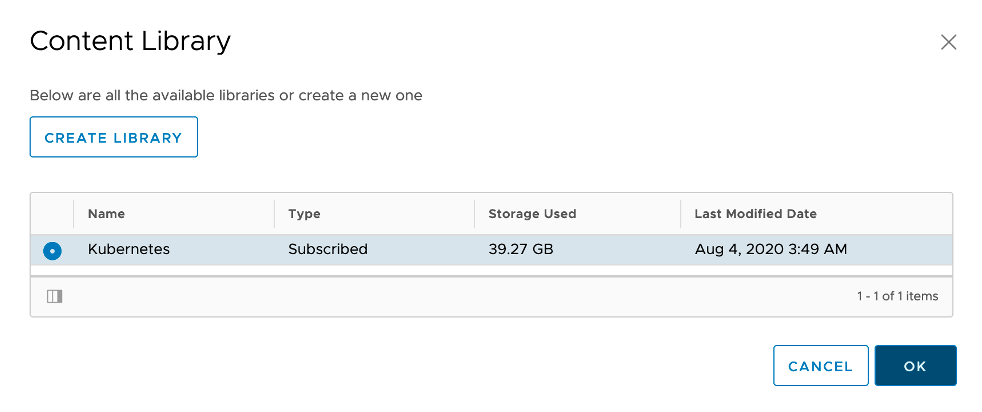 Content Library
Below are all the available libraries or create a new one
CREATE LIBRARY
Name Type Storage Used Last Modified Date
Kubernetes Subscribed 39.27 GB Aug 4, 2020 3:49 AM
1 - 1 of 1 items
CANCEL OK